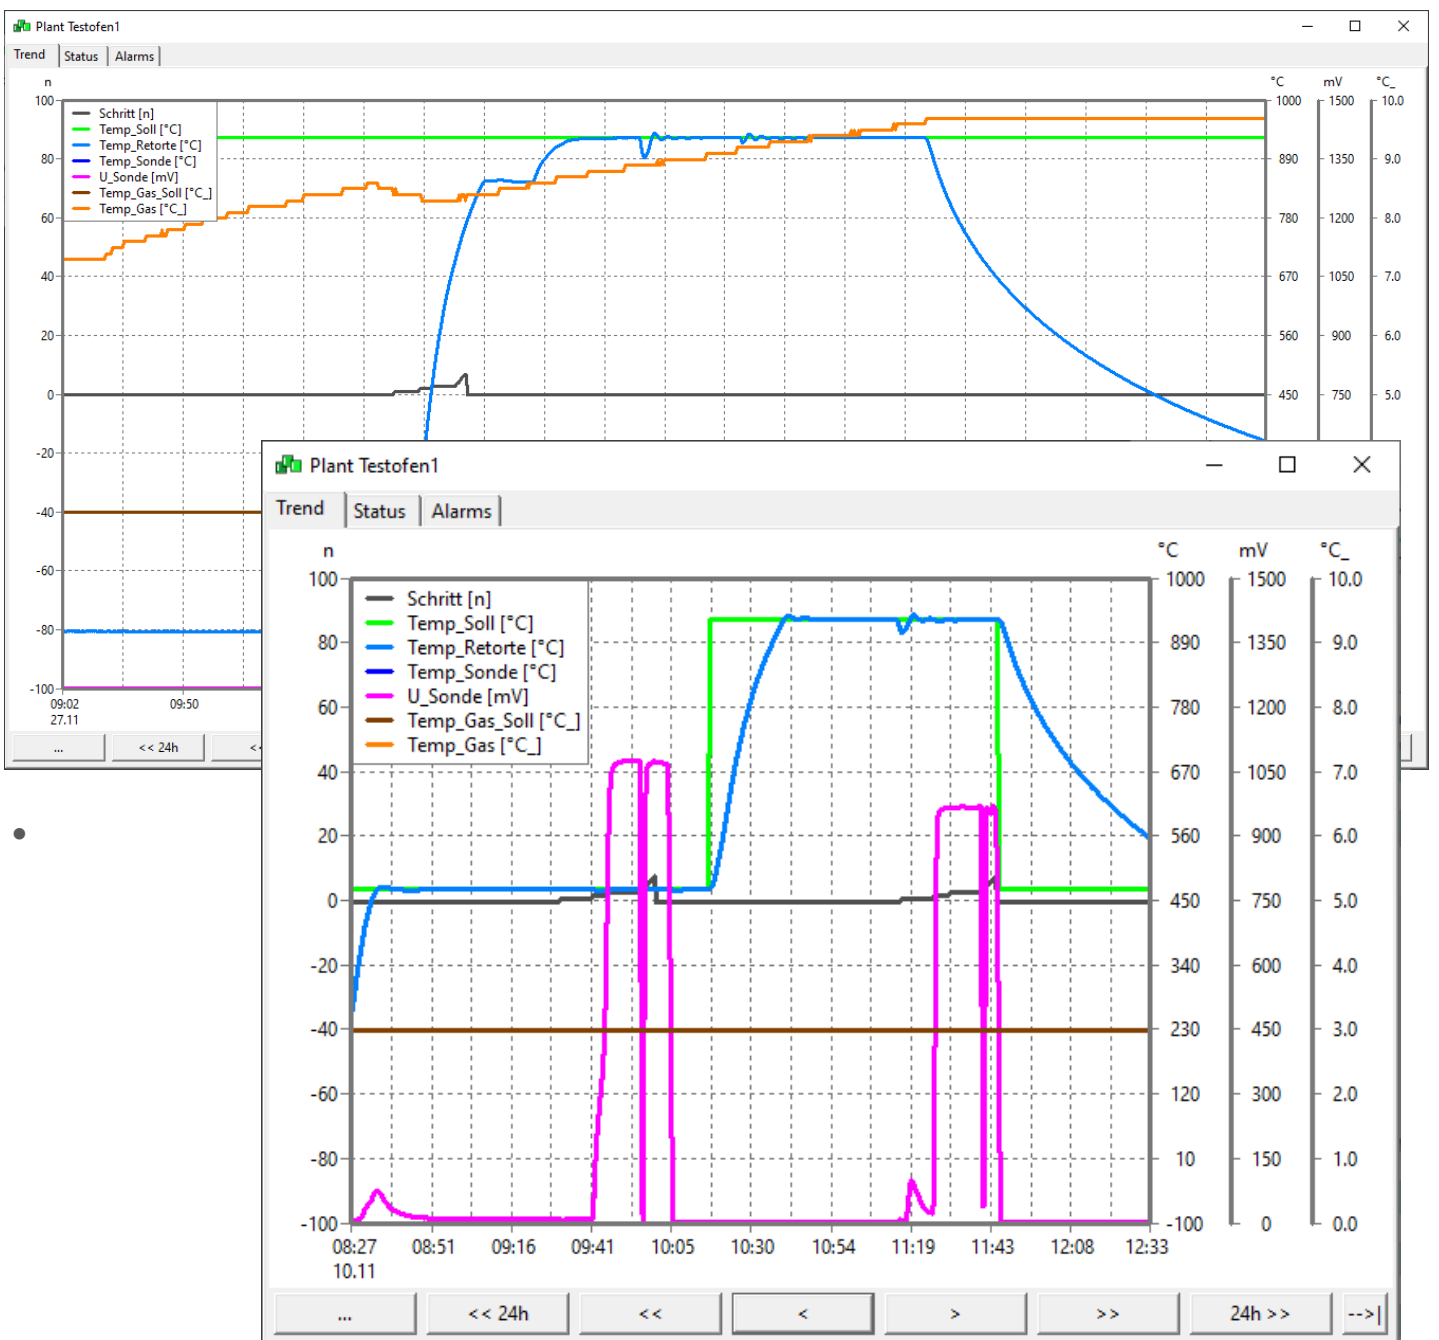 Plant Testofen1
Trend Status Alarms
n °C mV °C_
100 1000 1500 10.0
Schritt [n]
Temp_Soll [°C]
Temp_Retorte [°C]
Temp_Sonde [°C]
U_Sonde [mV]
Temp_Gas_Soll [°C_]
Temp_Gas [°C_]
80 890 1350 9.0
60 780 1200 8.0
40 670 1050 7.0
20 560 900 6.0
0 450 750 5.0
-20
-40
-60
-80
-100
09:02 09:50
27.11
... << 24h <<
Plant Testofen1
Trend Status Alarms
n °C mV °C_
100 1000 1500 10.0
Schritt [n]
Temp_Soll [°C]
Temp_Retorte [°C]
Temp_Sonde [°C]
U_Sonde [mV]
Temp_Gas_Soll [°C_]
Temp_Gas [°C_]
80 890 1350 9.0
60 780 1200 8.0
40 670 1050 7.0
20 560 900 6.0
0 450 750 5.0
-20 340 600 4.0
-40 230 450 3.0
-60 120 300 2.0
-80 10 150 1.0
-100 -100 0 0.0
08:27 08:51 09:16 09:41 10:05 10:30 10:54 11:19 11:43 12:08 12:33
10.11
... << 24h << < > >> 24h >> -->|